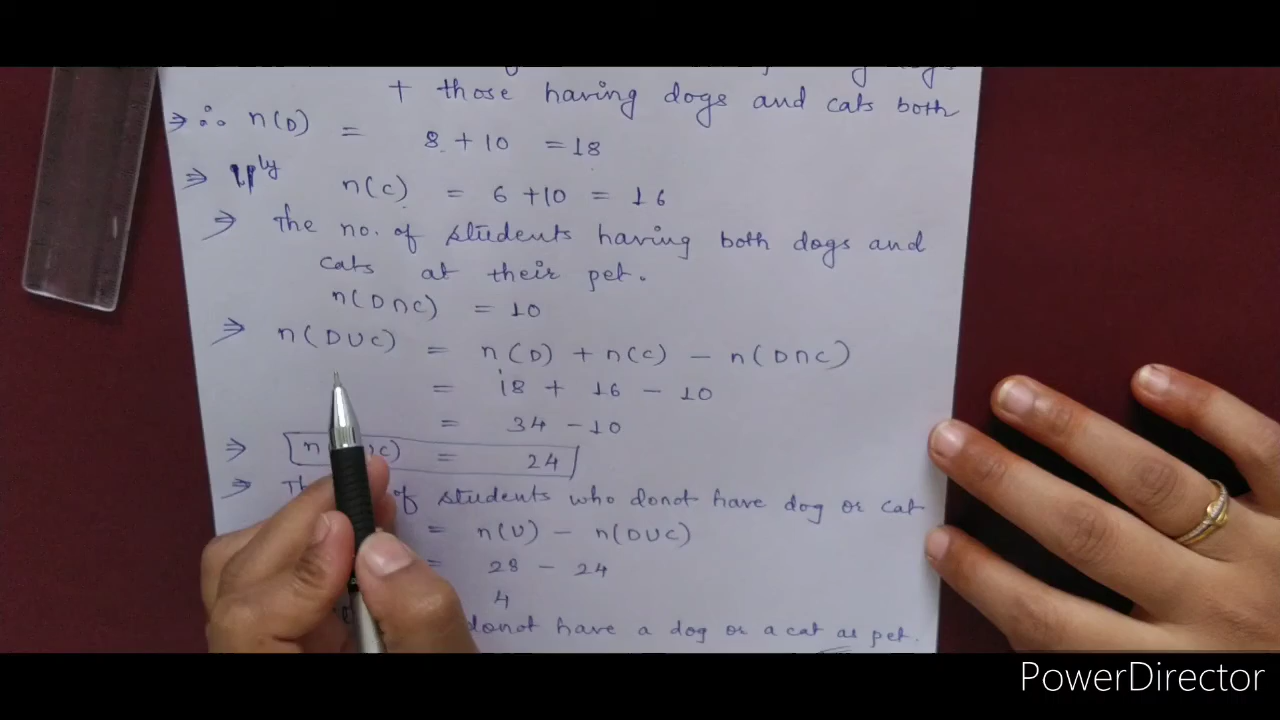 + those having dogs and cats both
⇒ ∴ n(D) = 8 + 10 = 18
⇒ n(C) = 6 + 10 = 16
⇒ The no. of students having both dogs and
cats at their pet.
n(D∩C) = 10
⇒ n(D∪C) = n(D) + n(C) - n(D∩C)
= 18 + 16 - 10
= 34 - 10
⇒ = 24
⇒ of students who donot have dog or cat
= n(U) - n(D∪C)
= 28 - 24
4
donot have a dog or a cat as pet.
PowerDirector